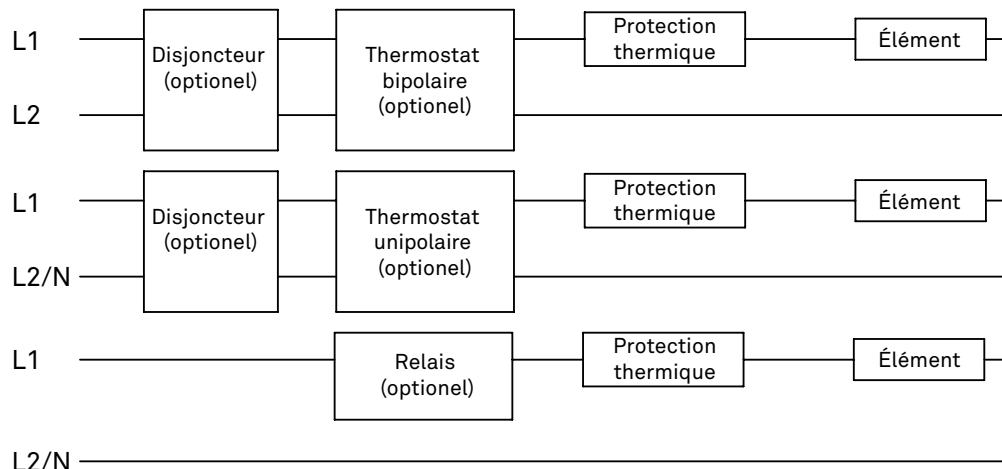 L1
Disjoncteur
(optionel)
Thermostat
bipolaire
(optionel)
Protection
thermique
Élément
L2
L1
Disjoncteur
(optionel)
Thermostat
unipolaire
(optionel)
Protection
thermique
Élément
L2/N
L1
Relais
(optionel)
Protection
thermique
Élément
L2/N